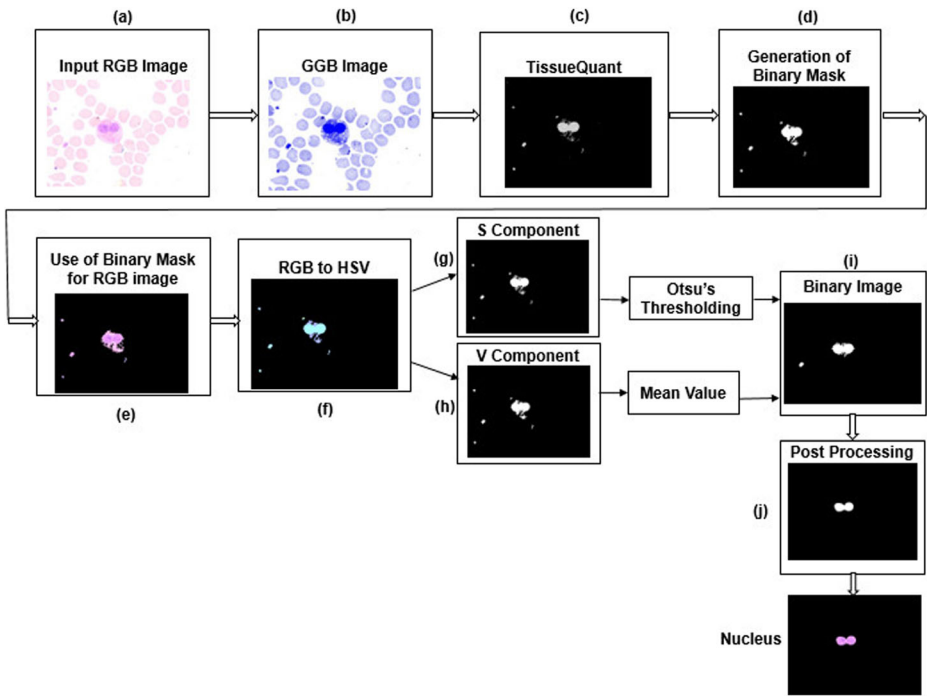 (a)
(b)
(c)
(d)
Input RGB Image
GGB Image
TissueQuant
Generation of
Binary Mask
Use of Binary Mask
for RGB image
(e)
RGB to HSV
(f)
S Component
(g)
V Component
(h)
Otsu's
Thresholding
Mean Value
(i)
Binary Image
Post Processing
(j)
Nucleus